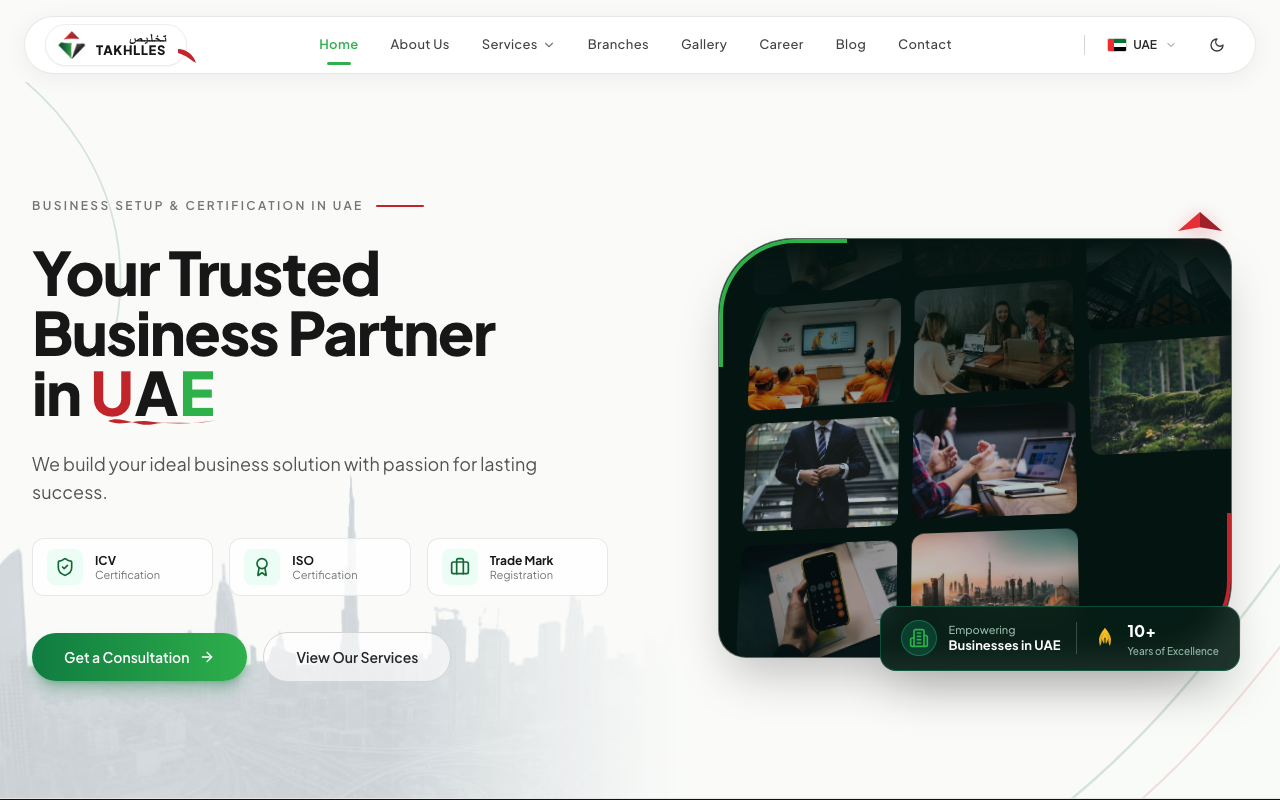 تخليص
TAKHLLES
Home
About Us
Services
Branches
Gallery
Career
Blog
Contact
UAE
BUSINESS SETUP & CERTIFICATION IN UAE
Your Trusted
Business Partner
in UAE
We build your ideal business solution with passion for lasting
success.
ICV
Certification
ISO
Certification
Trade Mark
Registration
Get a Consultation
View Our Services
Empowering
Businesses in UAE
10+
Years of Excellence